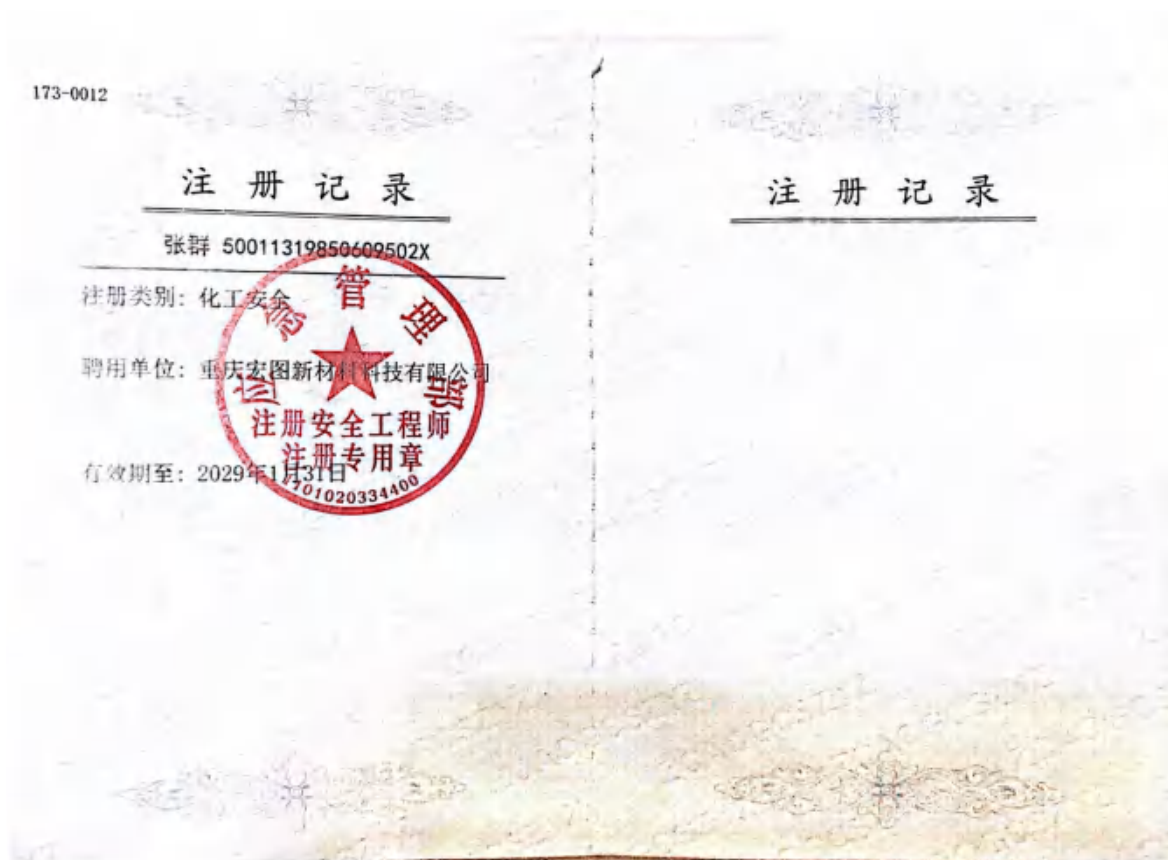 173-0012
注册记录
张群 50011319850609502X
注册类别: 化工安全
聘用单位: 重庆宏图新材料科技有限公司
有效期至: 2029年1月31日
应急管理部
注册安全工程师
注册专用章
1701020334400
注册记录